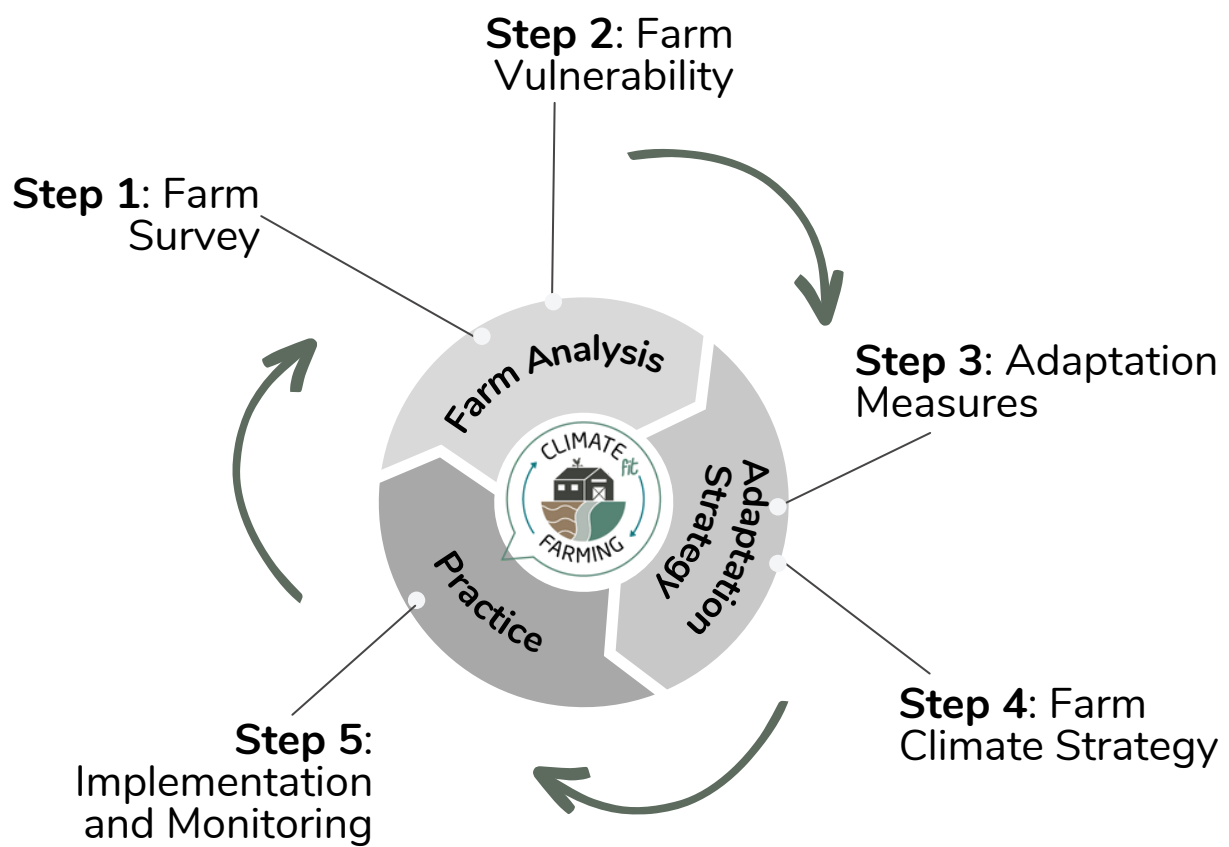 Step 2: Farm
Vulnerability
Step 1: Farm
Survey
Farm Analysis
Step 3: Adaptation
Measures
Adaptation
Strategy
CLIMATE
fit
FARMING
Practice
Step 4: Farm
Climate Strategy
Step 5:
Implementation
and Monitoring